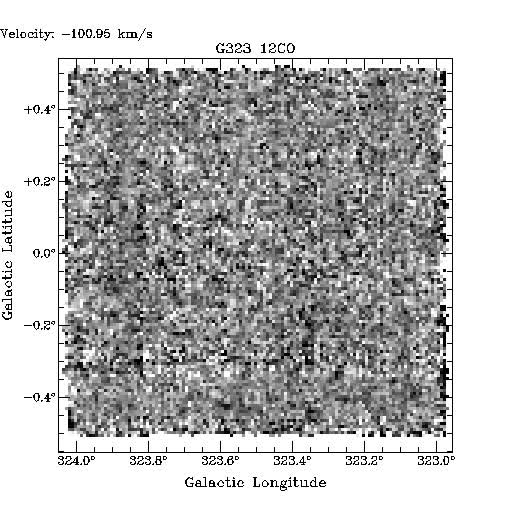 Velocity: −100.95 km/s
G323 12CO
+0.4°
+0.2°
0.0°
−0.2°
−0.4°
Galactic Latitude
324.0° 323.8° 323.6° 323.4° 323.2° 323.0°
Galactic Longitude